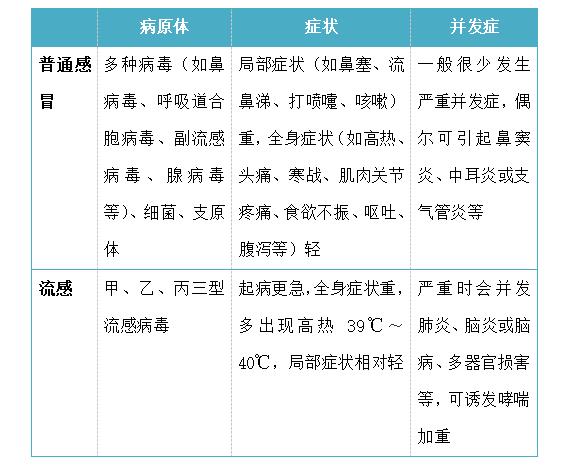 病原体 症状 并发症
普通感
冒
多种病毒（如鼻
病毒、呼吸道合
胞病毒、副流感
病毒、腺病毒
等）、细菌、支原
体
局部症状（如鼻塞、流
鼻涕、打喷嚏、咳嗽）
重，全身症状（如高热、
头痛、寒战、肌肉关节
疼痛、食欲不振、呕吐、
腹泻等）轻
一般很少发生
严重并发症，偶
尔可引起鼻窦
炎、中耳炎或支
气管炎等
流感
甲、乙、丙三型
流感病毒
起病更急，全身症状重，
多出现高热 39℃～
40℃，局部症状相对轻
严重时会并发
肺炎、脑炎或脑
病、多器官损害
等，可诱发哮喘
加重